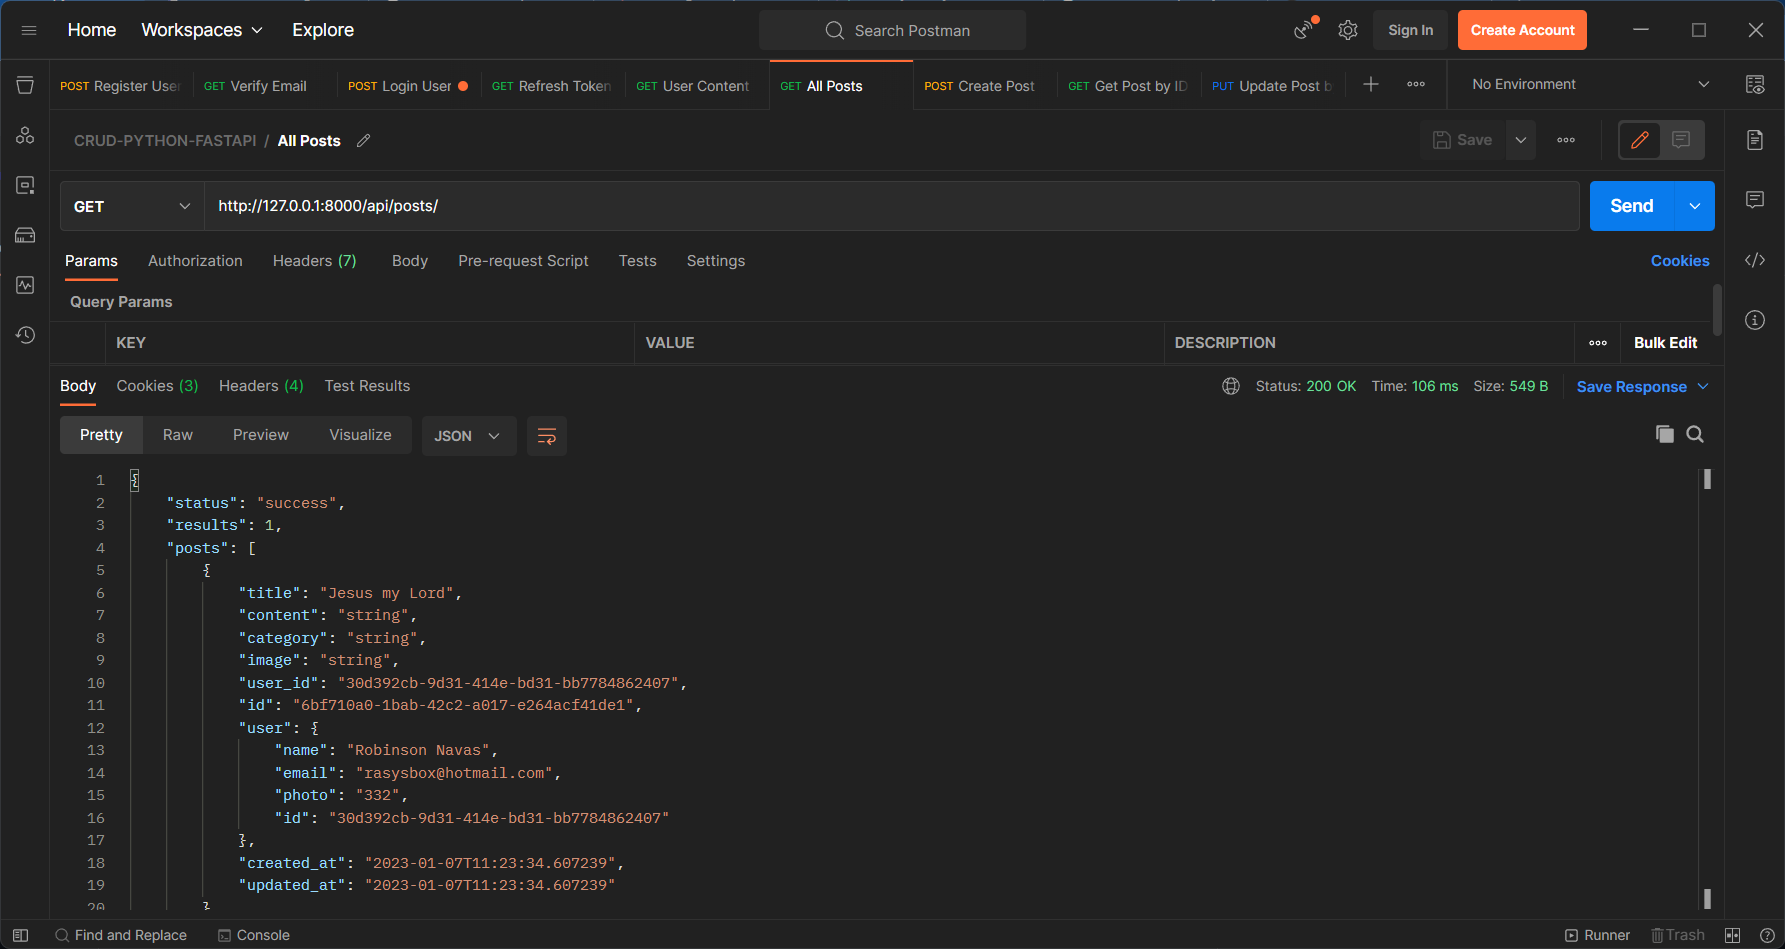 Home Workspaces Explore Search Postman Sign In Create Account
POST Register User GET Verify Email POST Login User GET Refresh Token GET User Content GET All Posts POST Create Post GET Get Post by ID PUT Update Post b No Environment
CRUD-PYTHON-FASTAPI / All Posts Save
GET http://127.0.0.1:8000/api/posts/ Send
Params Authorization Headers (7) Body Pre-request Script Tests Settings Cookies
Query Params
KEY VALUE DESCRIPTION Bulk Edit
Body Cookies (3) Headers (4) Test Results Status: 200 OK Time: 106 ms Size: 549 B Save Response
Pretty Raw Preview Visualize JSON
1 {
2 "status": "success",
3 "results": 1,
4 "posts": [
5 {
6 "title": "Jesus my Lord",
7 "content": "string",
8 "category": "string",
9 "image": "string",
10 "user_id": "30d392cb-9d31-414e-bd31-bb7784862407",
11 "id": "6bf710a0-1bab-42c2-a017-e264acf41de1",
12 "user": {
13 "name": "Robinson Navas",
14 "email": "rasysbox@hotmail.com",
15 "photo": "332",
16 "id": "30d392cb-9d31-414e-bd31-bb7784862407"
17 },
18 "created_at": "2023-01-07T11:23:34.607239",
19 "updated_at": "2023-01-07T11:23:34.607239"
20 }
Find and Replace Console Runner Trash